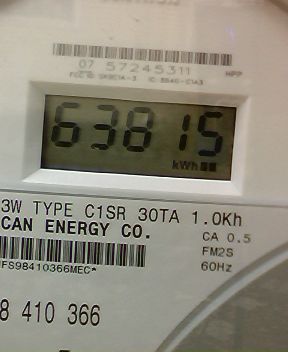 07 57245311 HPP
63815
kWh
3W TYPE C1SR 30TA 1.0Kh
CAN ENERGY CO.
CA 0.5
FM2S
60Hz
FS98410366MEC*
8 410 366